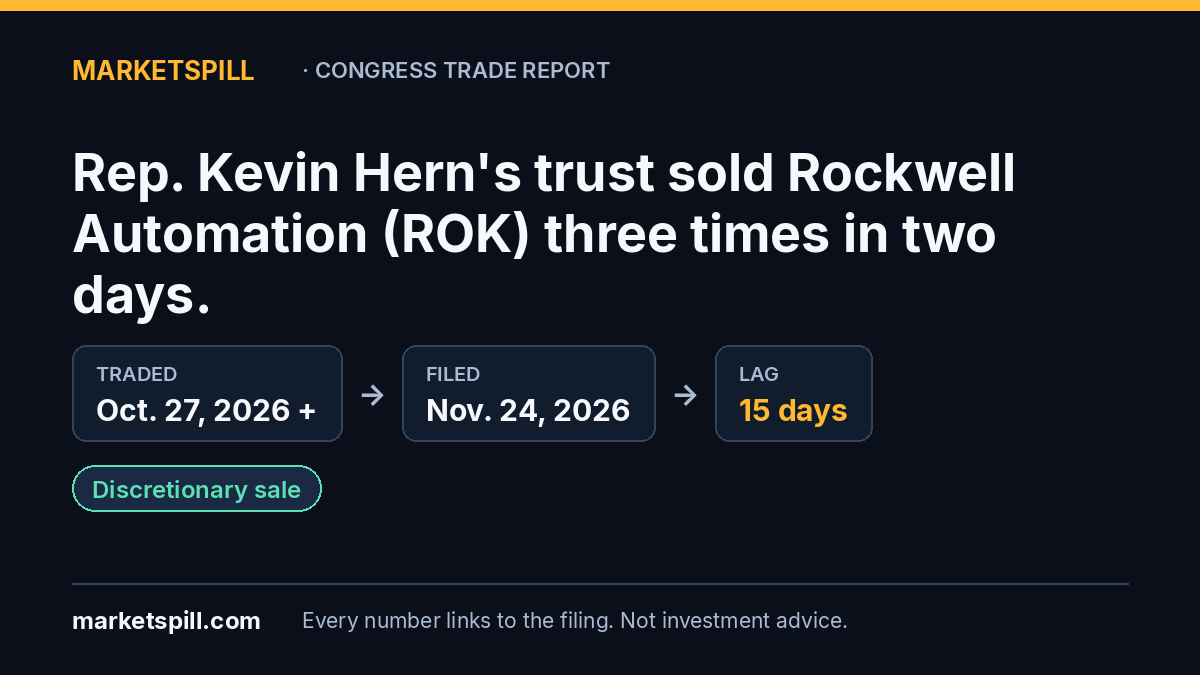 MARKETSPILL · CONGRESS TRADE REPORT
Rep. Kevin Hern's trust sold Rockwell
Automation (ROK) three times in two
days.
TRADED
Oct. 27, 2026 +
→
FILED
Nov. 24, 2026
→
LAG
15 days
Discretionary sale
marketspill.com Every number links to the filing. Not investment advice.